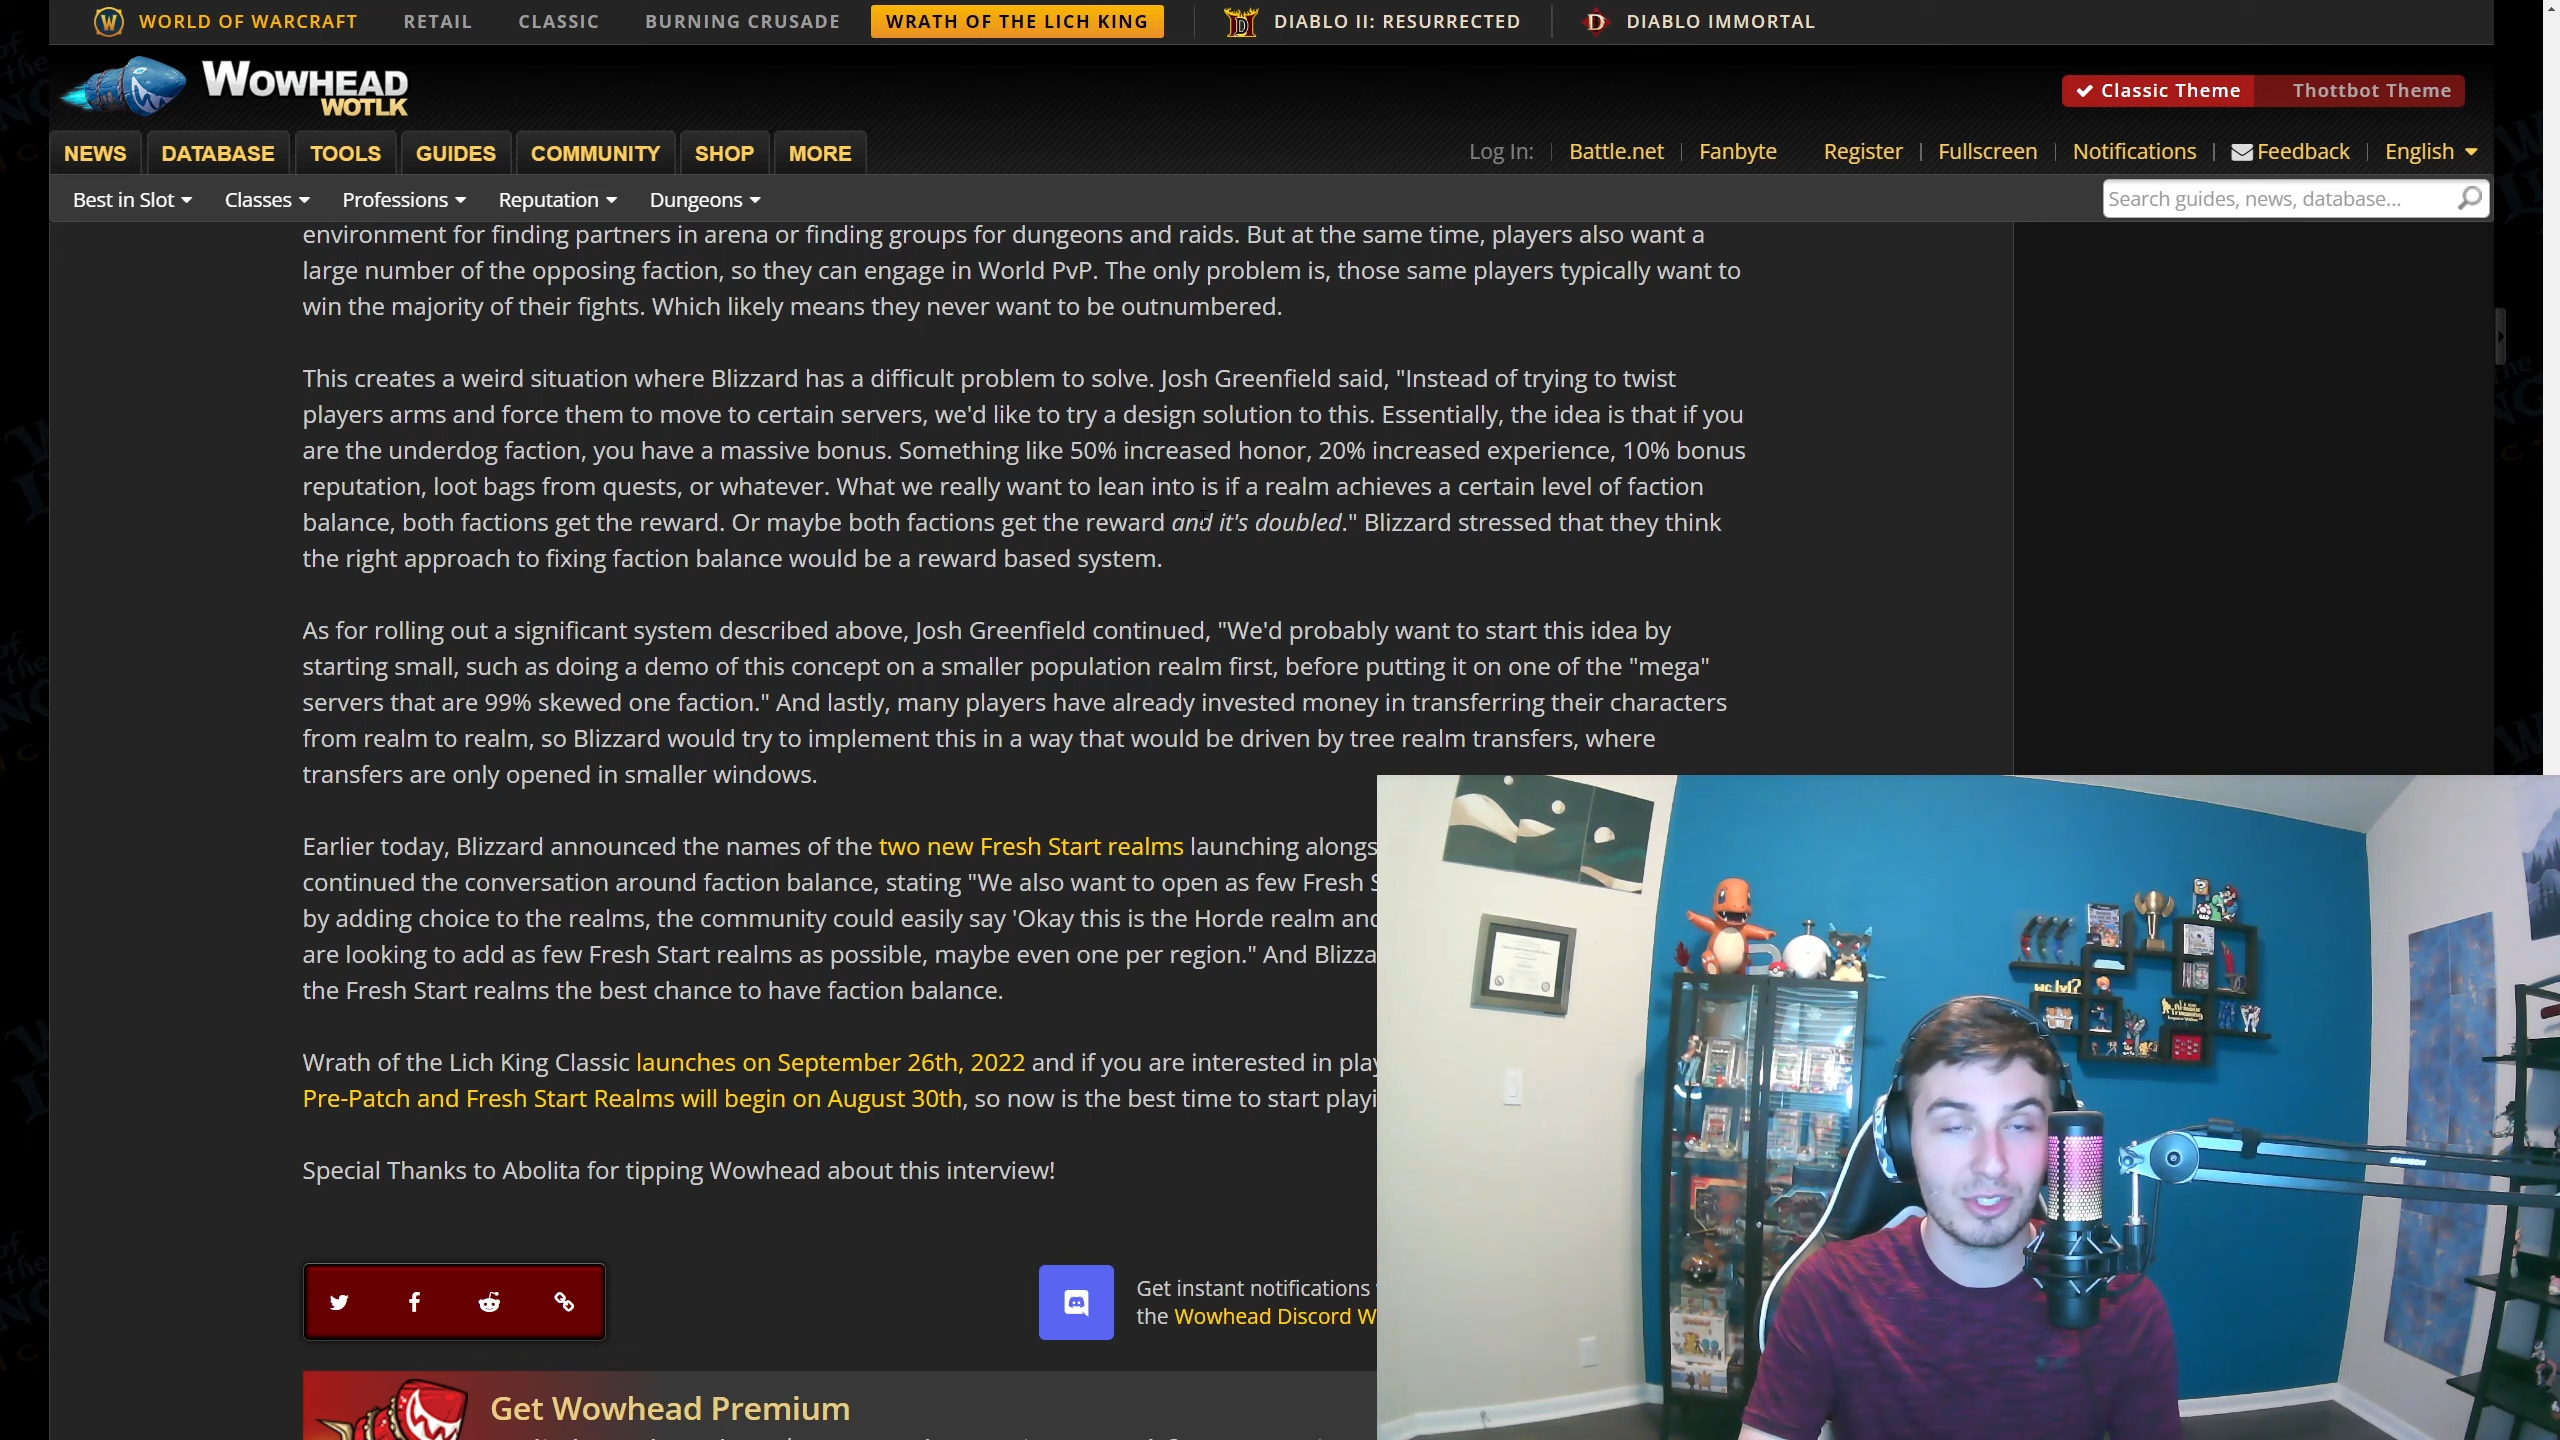 WORLD OF WARCRAFT RETAIL CLASSIC BURNING CRUSADE WRATH OF THE LICH KING DIABLO II: RESURRECTED DIABLO IMMORTAL
WOWHEAD
WOTLK
Classic Theme Thottbot Theme
NEWS DATABASE TOOLS GUIDES COMMUNITY SHOP MORE
Log In: Battle.net Fanbyte Register Fullscreen Notifications Feedback English
Best in Slot Classes Professions Reputation Dungeons
Search guides, news, database...
environment for finding partners in arena or finding groups for dungeons and raids. But at the same time, players also want a
large number of the opposing faction, so they can engage in World PvP. The only problem is, those same players typically want to
win the majority of their fights. Which likely means they never want to be outnumbered.
This creates a weird situation where Blizzard has a difficult problem to solve. Josh Greenfield said, "Instead of trying to twist
players arms and force them to move to certain servers, we'd like to try a design solution to this. Essentially, the idea is that if you
are the underdog faction, you have a massive bonus. Something like 50% increased honor, 20% increased experience, 10% bonus
reputation, loot bags from quests, or whatever. What we really want to lean into is if a realm achieves a certain level of faction
balance, both factions get the reward. Or maybe both factions get the reward and it's doubled." Blizzard stressed that they think
the right approach to fixing faction balance would be a reward based system.
As for rolling out a significant system described above, Josh Greenfield continued, "We'd probably want to start this idea by
starting small, such as doing a demo of this concept on a smaller population realm first, before putting it on one of the "mega"
servers that are 99% skewed one faction." And lastly, many players have already invested money in transferring their characters
from realm to realm, so Blizzard would try to implement this in a way that would be driven by tree realm transfers, where
transfers are only opened in smaller windows.
Earlier today, Blizzard announced the names of the two new Fresh Start realms launching alongs
continued the conversation around faction balance, stating "We also want to open as few Fresh S
by adding choice to the realms, the community could easily say 'Okay this is the Horde realm and
are looking to add as few Fresh Start realms as possible, maybe even one per region." And Blizza
the Fresh Start realms the best chance to have faction balance.
Wrath of the Lich King Classic launches on September 26th, 2022 and if you are interested in play
Pre-Patch and Fresh Start Realms will begin on August 30th, so now is the best time to start playi
Special Thanks to Abolita for tipping Wowhead about this interview!
Get instant notifications
the Wowhead Discord W
Get Wowhead Premium
wc lvl?
SAMSON